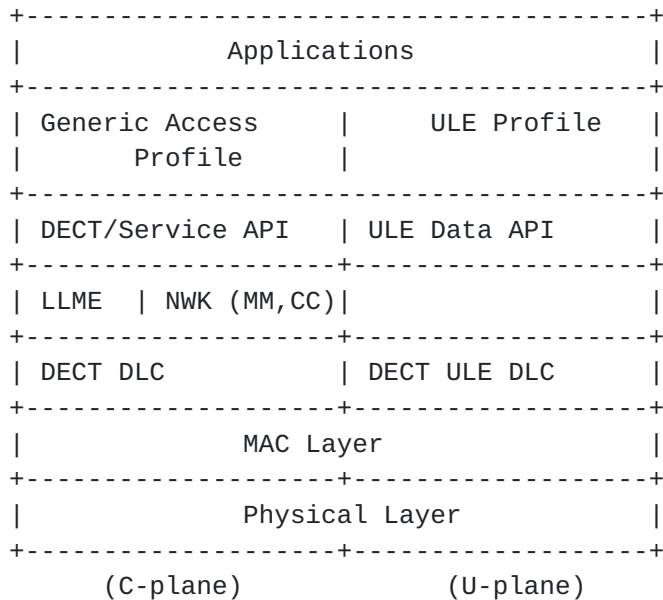 +----------------------------------------+
|             Applications               |
+----------------------------------------+
| Generic Access     |     ULE Profile   |
|       Profile      |                   |
+----------------------------------------+
| DECT/Service API   | ULE Data API      |
+--------------------+-------------------+
| LLME  | NWK (MM,CC)|                   |
+--------------------+-------------------+
| DECT DLC           | DECT ULE DLC      |
+--------------------+-------------------+
|              MAC Layer                 |
+--------------------+-------------------+
|              Physical Layer            |
+--------------------+-------------------+
      (C-plane)             (U-plane)